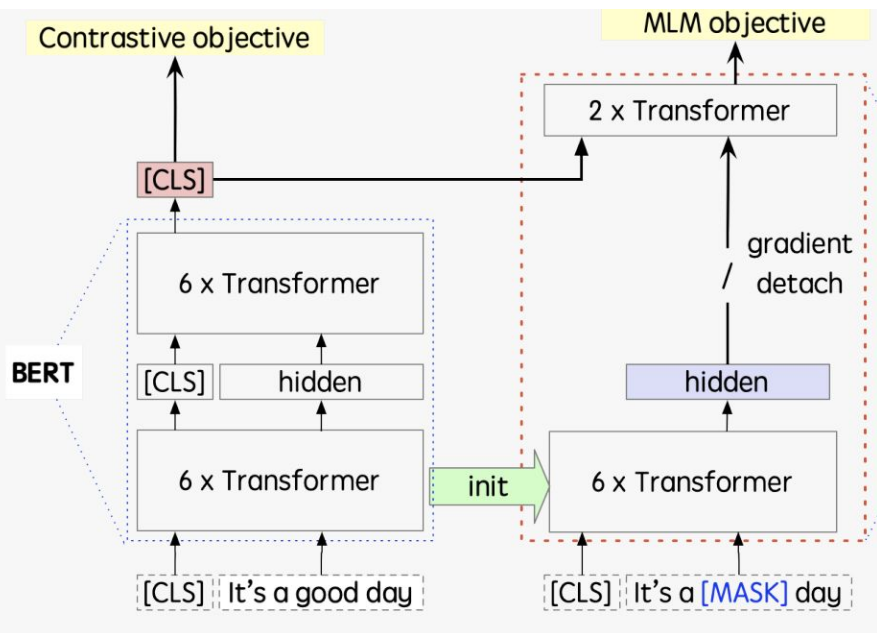 Contrastive objective
MLM objective
2 x Transformer
[CLS]
gradient
detach
6 x Transformer
BERT
[CLS] hidden
hidden
6 x Transformer
init
6 x Transformer
[CLS] It's a good day
[CLS] It's a [MASK] day